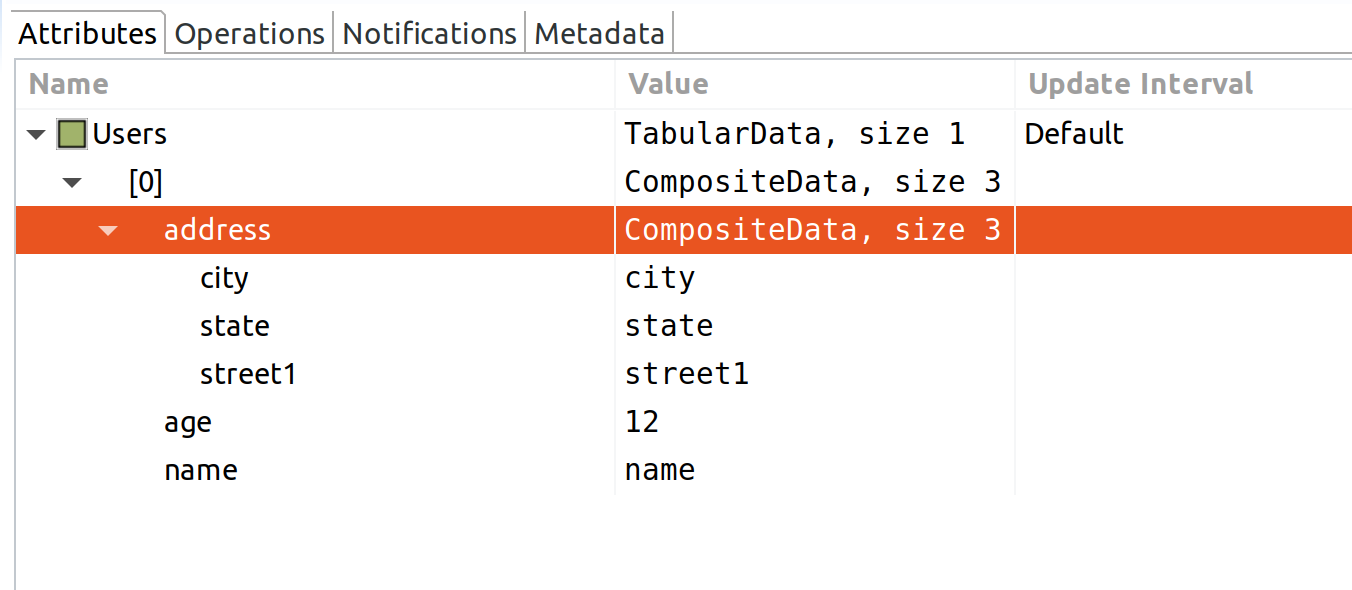 Attributes Operations Notifications Metadata
Name Value Update Interval
Users TabularData, size 1 Default
[0] CompositeData, size 3
address CompositeData, size 3
city city
state state
street1 street1
age 12
name name